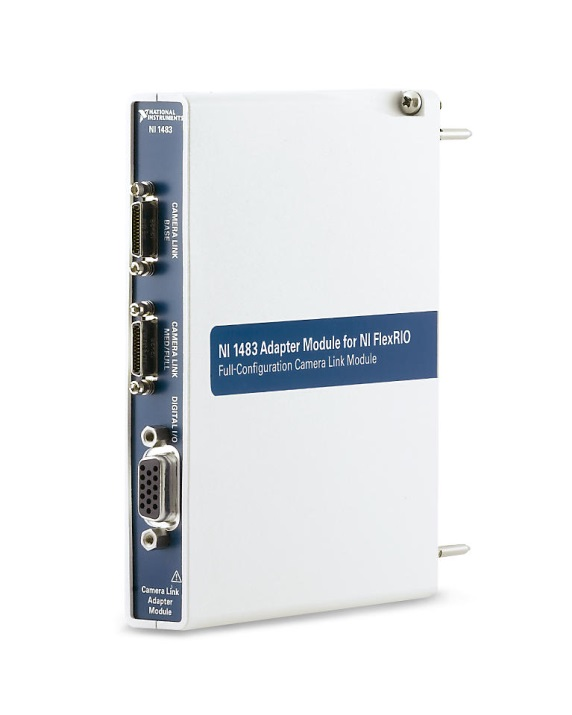 NATIONAL
INSTRUMENTS
NI 1483
CAMERA LINK
BASE
CAMERA LINK
MED/FULL
DIGITAL I/O
Camera Link
Adapter
Module
NI 1483 Adapter Module for NI FlexRIO
Full-Configuration Camera Link Module